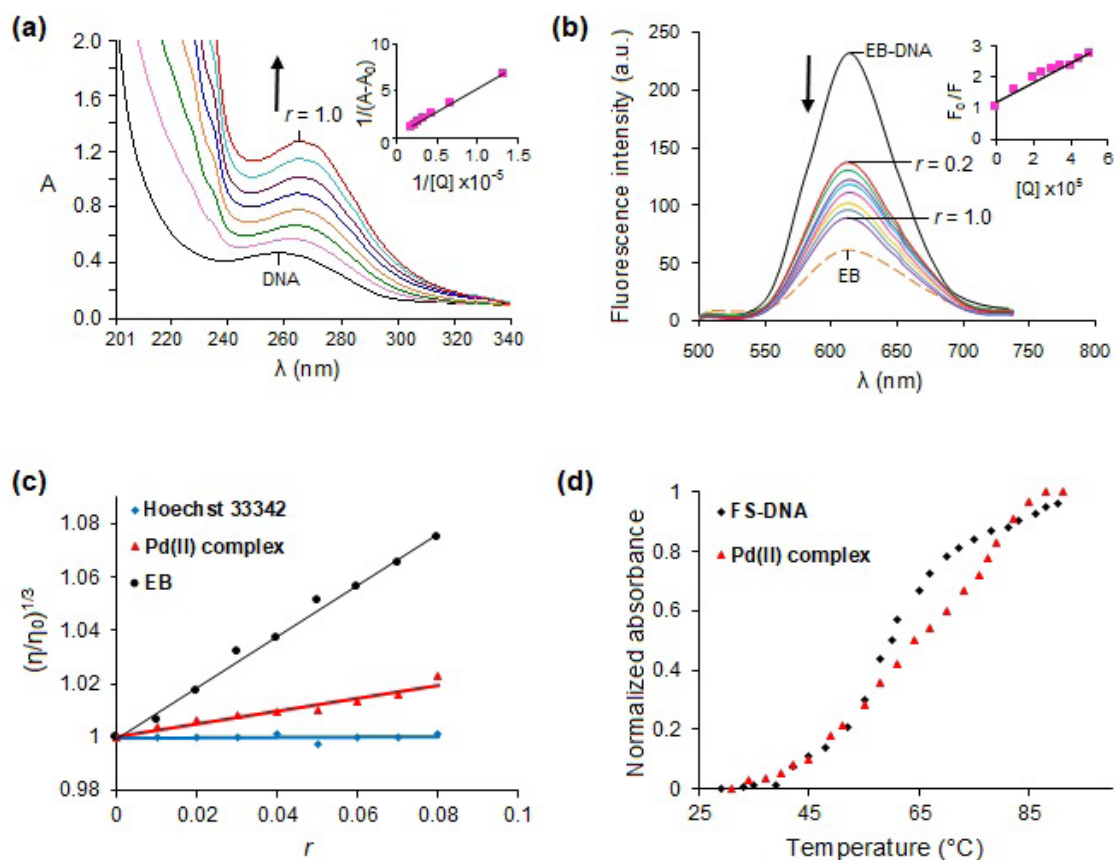 (a)
2.0
1.6
1.2
0.8
0.4
0.0
A
r = 1.0
DNA
201 220 240 260 280 300 320 340
λ (nm)
10
5
0
1/(A-A₀)
0.0 0.5 1.0 1.5
1/[Q] x10⁻⁵
(b)
250
200
150
100
50
0
Fluorescence intensity (a.u.)
EB-DNA
r = 0.2
r = 1.0
EB
500 550 600 650 700 750 800
λ (nm)
3
2
1
0
F₀/F
0 2 4 6
[Q] x10⁵
(c)
1.08
1.06
1.04
1.02
1
0.98
(η/η₀)¹ᐟ³
Hoechst 33342
Pd(II) complex
EB
0 0.02 0.04 0.06 0.08 0.1
r
(d)
1
0.8
0.6
0.4
0.2
0
Normalized absorbance
FS-DNA
Pd(II) complex
25 45 65 85
Temperature (°C)